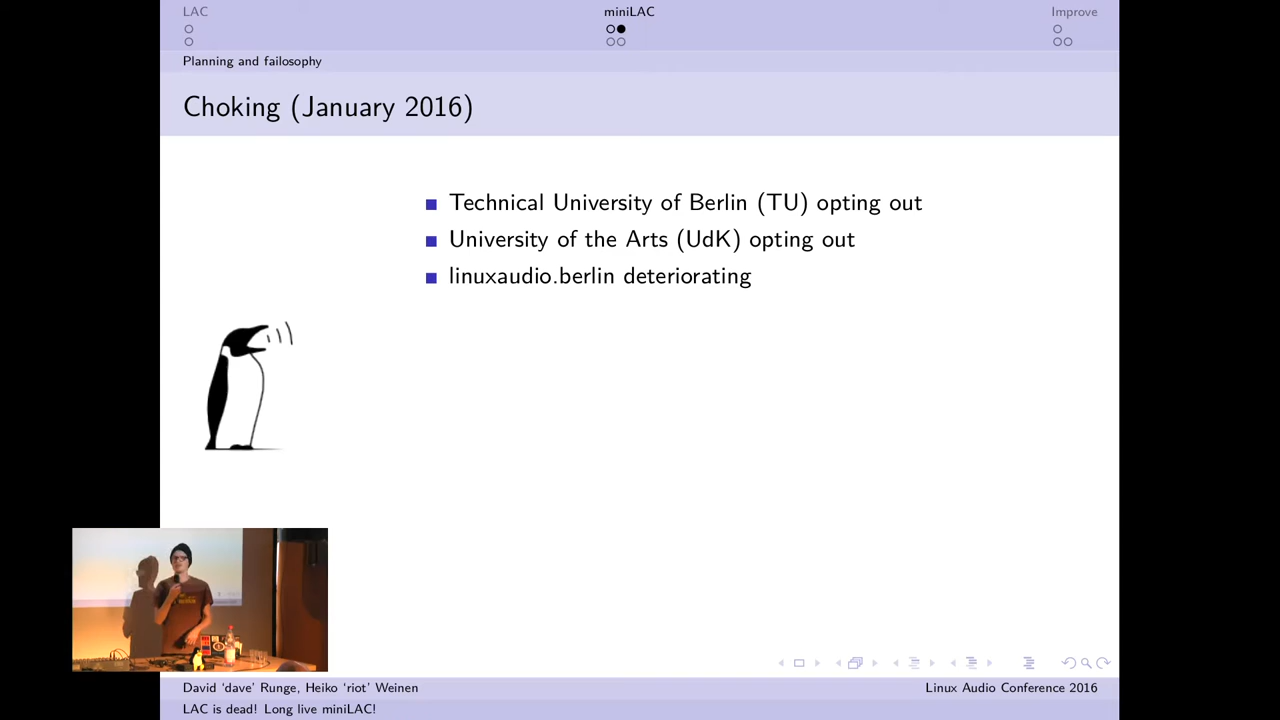 LAC
miniLAC
Improve
Planning and failosophy
Choking (January 2016)
Technical University of Berlin (TU) opting out
University of the Arts (UdK) opting out
linuxaudio.berlin deteriorating
David ‘dave’ Runge, Heiko ‘riot’ Weinen
Linux Audio Conference 2016
LAC is dead! Long live miniLAC!